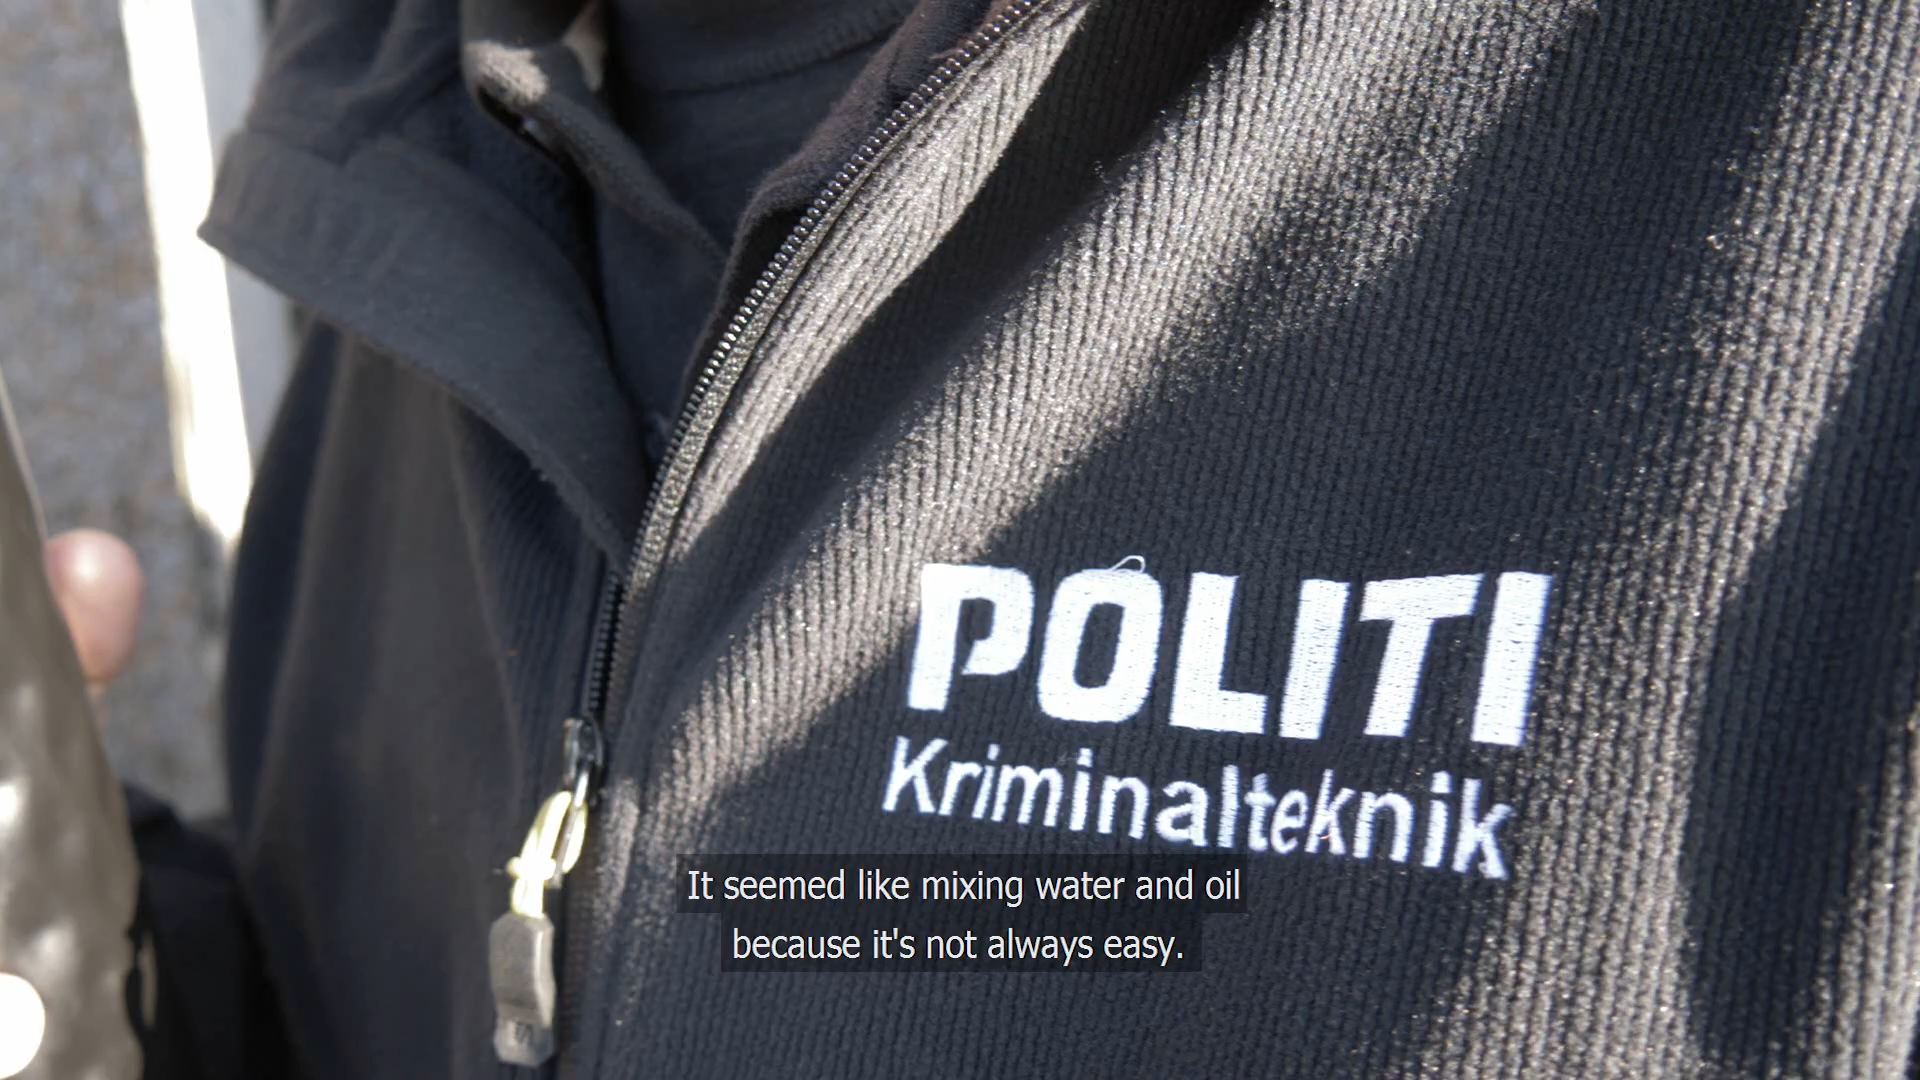 POLITI
Kriminalteknik
It seemed like mixing water and oil
because it's not always easy.